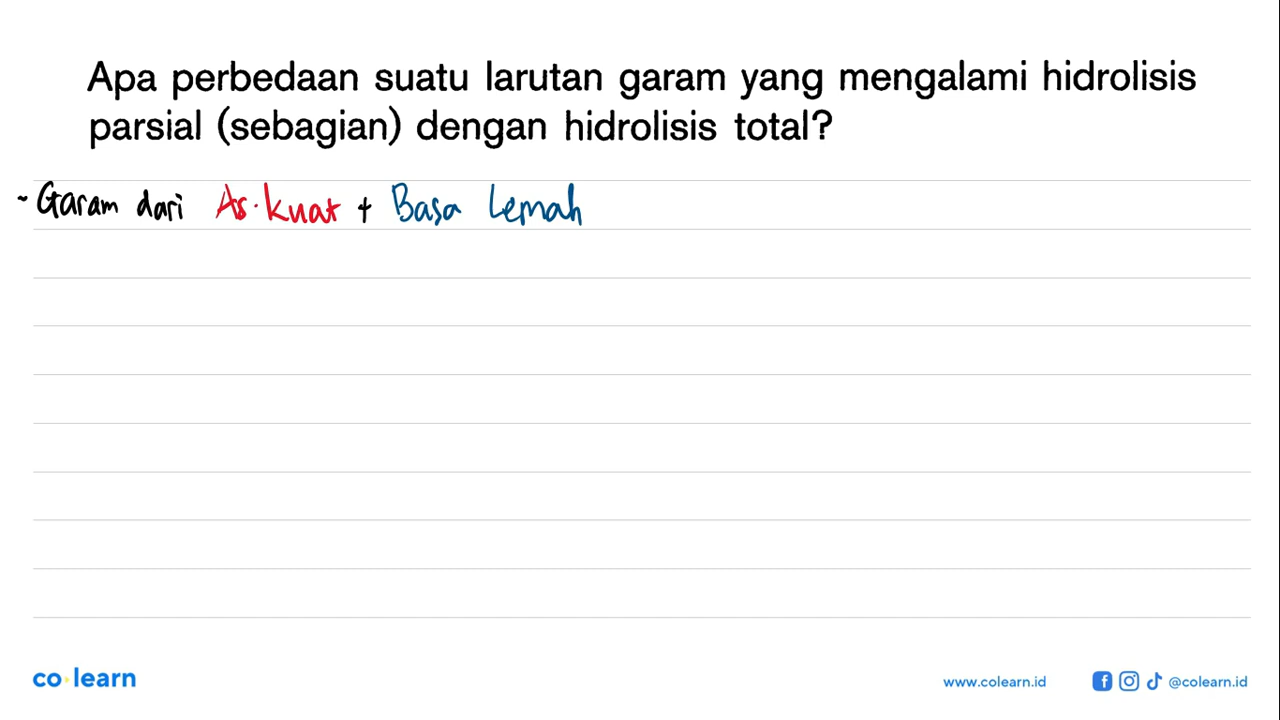 Apa perbedaan suatu larutan garam yang mengalami hidrolisis
parsial (sebagian) dengan hidrolisis total?
- Garam dari As. kuat + Basa Lemah
co learn
www.colearn.id
@colearn.id